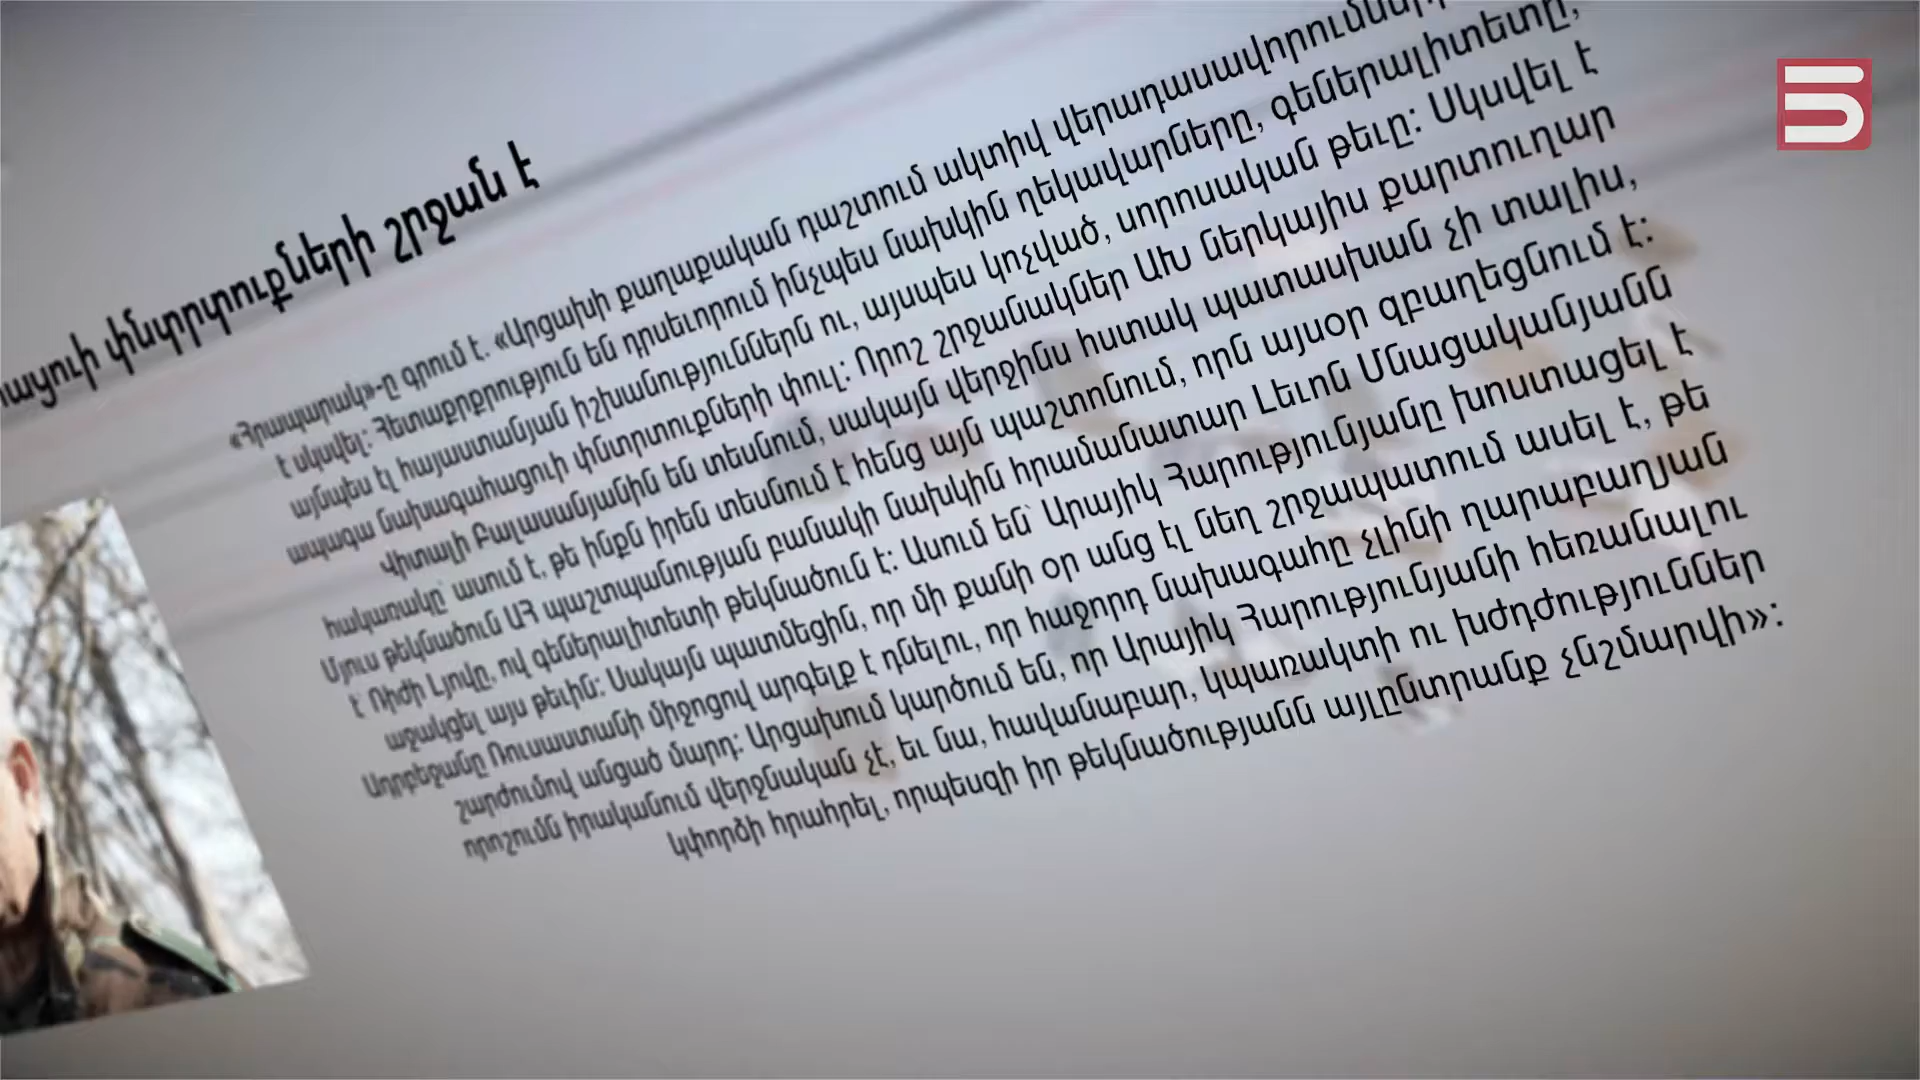 փնտրտուքների շրջան է
«Հրապարակ»-ը գրում է. «Արցախի քաղաքական դաշտում ակտիվ վերադասավորումներ
է սկսվել: Հետաքրքրություն են դրսեւորում ինչպես նախկին ղեկավարները, գեներալիտետը,
այնպես էլ հայաստանյան իշխանություններն ու, այսպես կոչված, սորոսական թեւը: Սկսվել է
ապագա նախագահացուի փնտրտուքների փուլ: Որոշ շրջանակներ ԱԽ ներկայիս քարտուղար
Վիտալի Բալասանյանին են տեսնում, սակայն վերջինս հստակ պատասխան չի տալիս,
հակառակը՝ ասում է, թե ինքն իրեն տեսնում է հենց այն պաշտոնում, որն այսօր զբաղեցնում է:
Մյուս թեկնածուն ԱՀ պաշտպանության բանակի նախկին հրամանատար Լեւոն Մնացականյանն
է՝ Ռիժի Լյովը, ով գեներալիտետի թեկնածուն է: Ասում են՝ Արայիկ Հարությունյանը խոստացել է
աջակցել այս թեւին: Սակայն պատմեցին, որ մի քանի օր անց էլ նեղ շրջապատում ասել է, թե
Ադրբեջանը Ռուսաստանի միջոցով արգելք է դնելու, որ հաջորդ նախագահը չլինի ղարաբաղյան
շարժումով անցած մարդ: Արցախում կարծում են, որ Արայիկ Հարությունյանի հեռանալու
որոշումն իրականում վերջնական չէ, եւ նա, հավանաբար, կպառակտի ու խժդժություններ
կփորձի հրահրել, որպեսզի իր թեկնածությանն այլընտրանք չնշմարվի»: